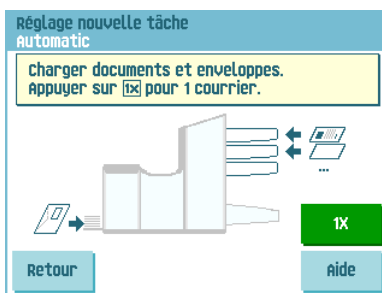 Réglage nouvelle tâche
Automatic
Charger documents et enveloppes.
Appuyer sur 1x pour 1 courrier.
...
1X
Retour
Aide